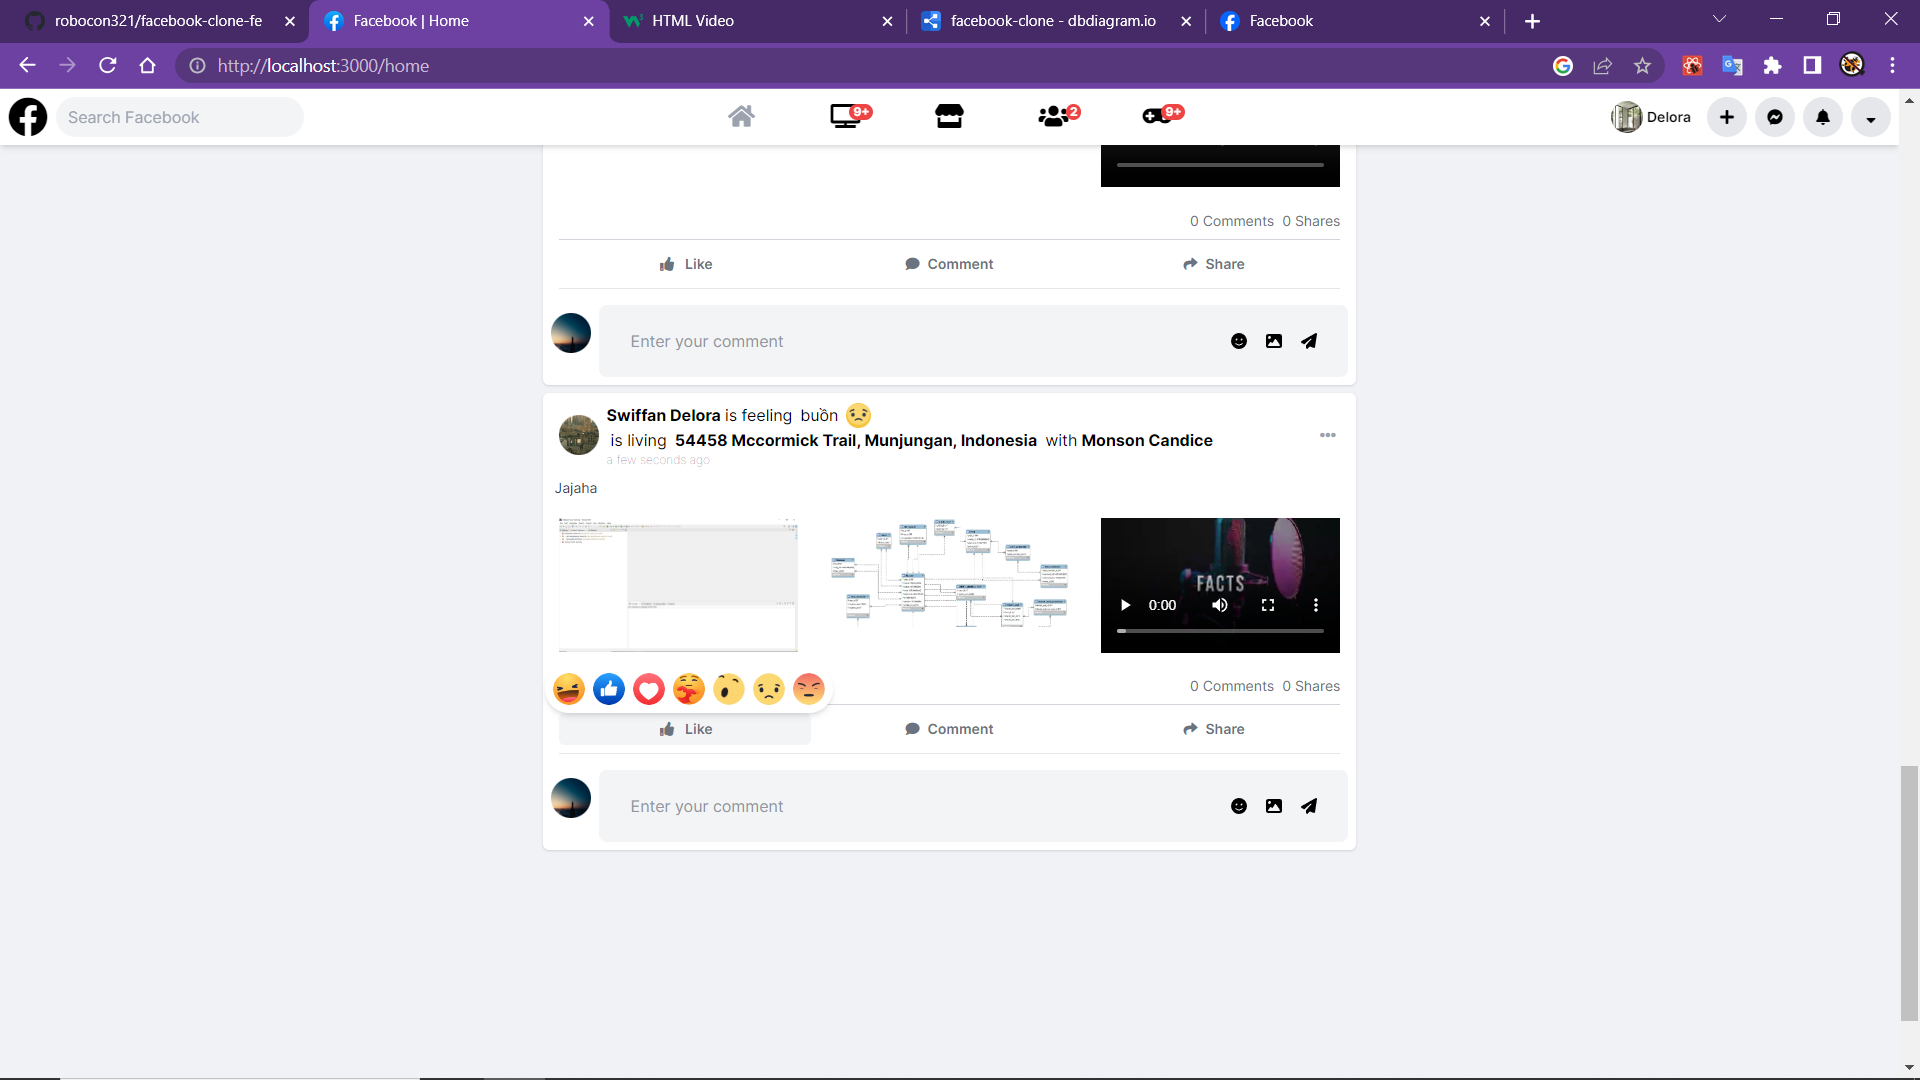 robocon321/facebook-clone-fe
Facebook | Home
HTML Video
facebook-clone - dbdiagram.io
Facebook
http://localhost:3000/home
Search Facebook
9+
2
9+
Delora
0 Comments 0 Shares
Like
Comment
Share
Enter your comment
Swiffan Delora is feeling buồn
is living 54458 Mccormick Trail, Munjungan, Indonesia with Monson Candice
a few seconds ago
Jajaha
FACTS
0:00
0 Comments 0 Shares
Like
Comment
Share
Enter your comment